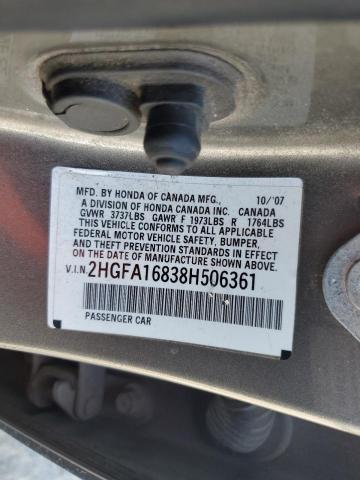 MFD. BY HONDA OF CANADA MFG., 10/'07
A DIVISION OF HONDA CANADA INC. CANADA
GVWR 3737LBS GAWR F 1973LBS R 1764LBS
THIS VEHICLE CONFORMS TO ALL APPLICABLE
FEDERAL MOTOR VEHICLE SAFETY, BUMPER,
AND THEFT PREVENTION STANDARDS IN EFFECT
ON THE DATE OF MANUFACTURE SHOWN ABOVE.
V.I.N. 2HGFA16838H506361
PASSENGER CAR